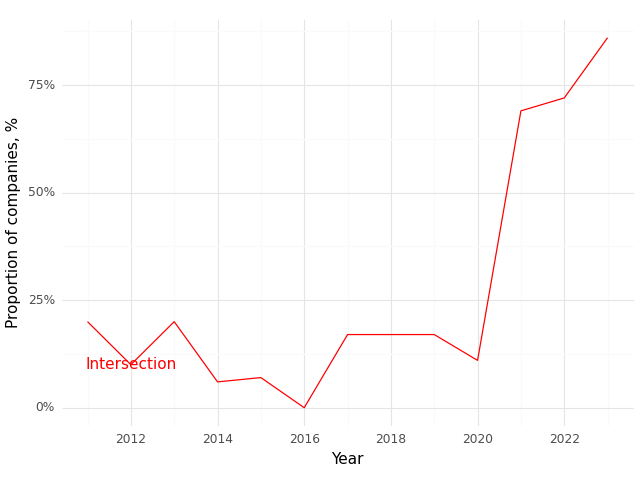 Proportion of companies, %
75%
50%
25%
0%
Intersection
2012 2014 2016 2018 2020 2022
Year